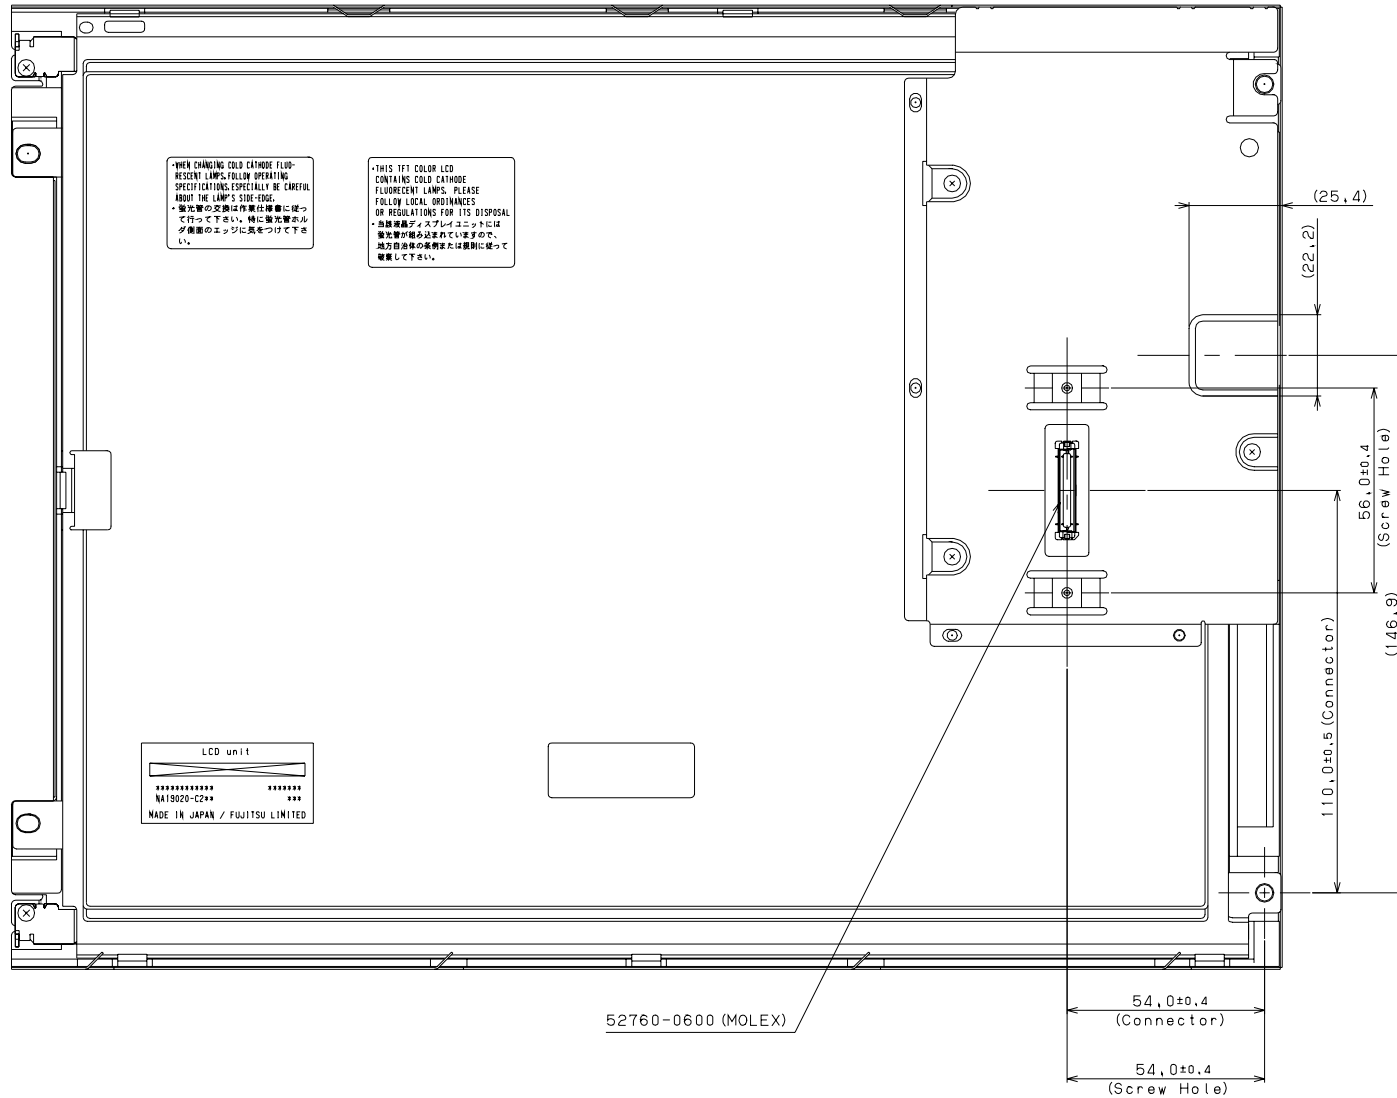 ・WHEN CHANGING COLD CATHODE FLUO-
RESCENT LAMPS,FOLLOW OPERATING
SPECIFICATIONS.ESPECIALLY BE CAREFUL
ABOUT THE LAMP'S SIDE-EDGE.
・蛍光管の交換は作業仕様書に従っ
て行って下さい。特に蛍光管ホル
ダ側面のエッジに気をつけて下さ
い。
・THIS TFT COLOR LCD
CONTAINS COLD CATHODE
FLUORECENT LAMPS. PLEASE
FOLLOW LOCAL ORDINANCES
OR REGULATIONS FOR ITS DISPOSAL
・当該液晶ディスプレイユニットには
蛍光管が組み込まれていますので、
地方自治体の条例または規則に従って
破棄して下さい。
(25,4)
(22,2)
56,0±0,4
(Screw Hole)
(146,9)
110,0±0,5(Connector)
LCD unit
*********** *******
NA19020-C2** ***
MADE IN JAPAN / FUJITSU LIMITED
52760-0600(MOLEX)
54,0±0,4
(Connector)
54,0±0,4
(Screw Hole)